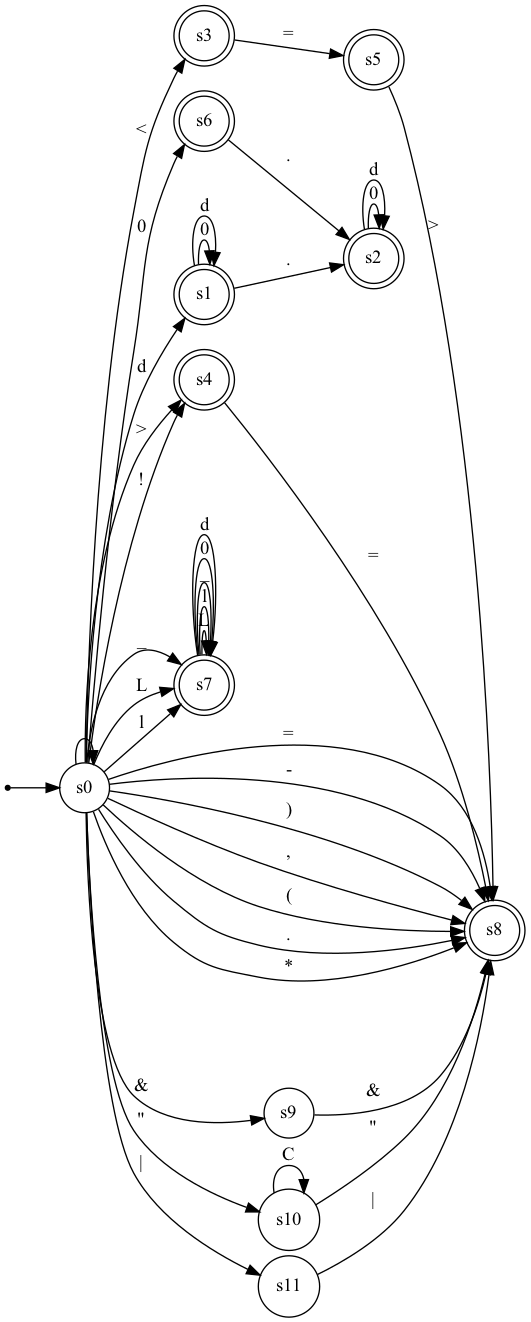 s3
=
s5
<
s6
.
d
0
s2
0
>
d
0
s1
.
d
s4
>
!
=
d
0
_
l
L
s7
_
L
l
s0
=
-
)
,
(
.
*
s8
&
s9
&
"
"
C
s10
|
|
s11